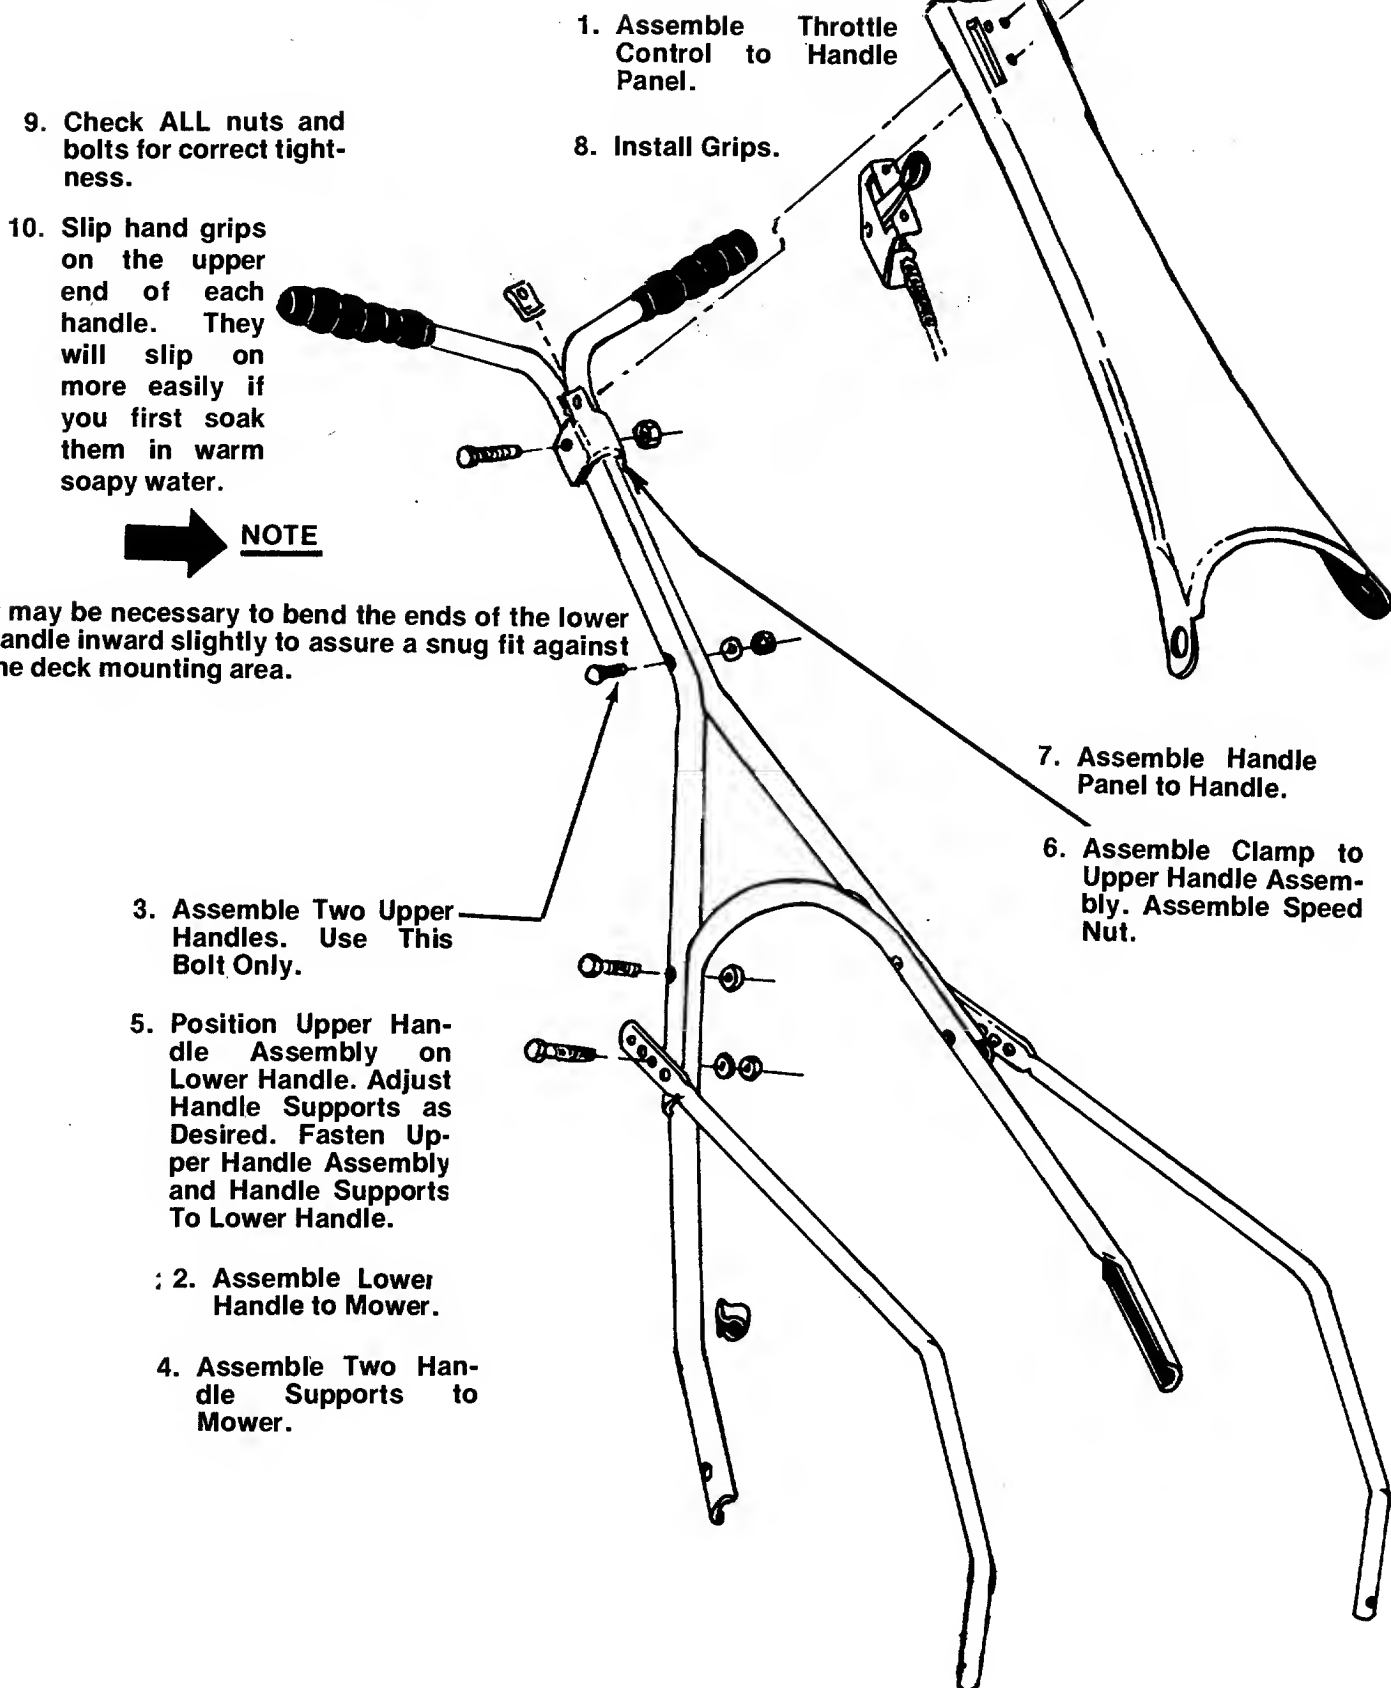 1. Assemble Throttle
Control to Handle
Panel.
8. Install Grips.
9. Check ALL nuts and
bolts for correct tight-
ness.
10. Slip hand grips
on the upper
end of each
handle. They
will slip on
more easily if
you first soak
them in warm
soapy water.
NOTE
may be necessary to bend the ends of the lower
andle inward slightly to assure a snug fit against
ne deck mounting area.
7. Assemble Handle
Panel to Handle.
6. Assemble Clamp to
Upper Handle Assem-
bly. Assemble Speed
Nut.
3. Assemble Two Upper
Handles. Use This
Bolt Only.
5. Position Upper Han-
dle Assembly on
Lower Handle. Adjust
Handle Supports as
Desired. Fasten Up-
per Handle Assembly
and Handle Supports
To Lower Handle.
2. Assemble Lower
Handle to Mower.
4. Assemble Two Han-
dle Supports to
Mower.